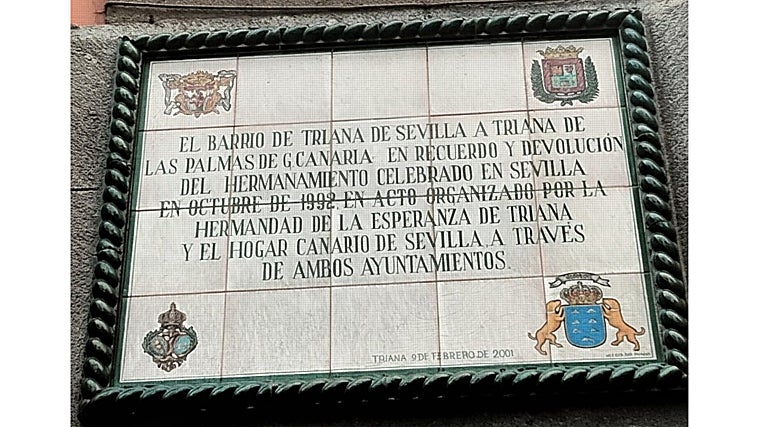 EL BARRIO DE TRIANA DE SEVILLA A TRIANA DE
LAS PALMAS DE G. CANARIA EN RECUERDO Y DEVOLUCIÓN
DEL HERMANAMIENTO CELEBRADO EN SEVILLA
EN OCTUBRE DE 1992 EN ACTO ORGANIZADO POR LA
HERMANDAD DE LA ESPERANZA DE TRIANA
Y EL HOGAR CANARIO DE SEVILLA, A TRAVÉS
DE AMBOS AYUNTAMIENTOS.
TRIANA 9 DE FEBRERO DE 2001